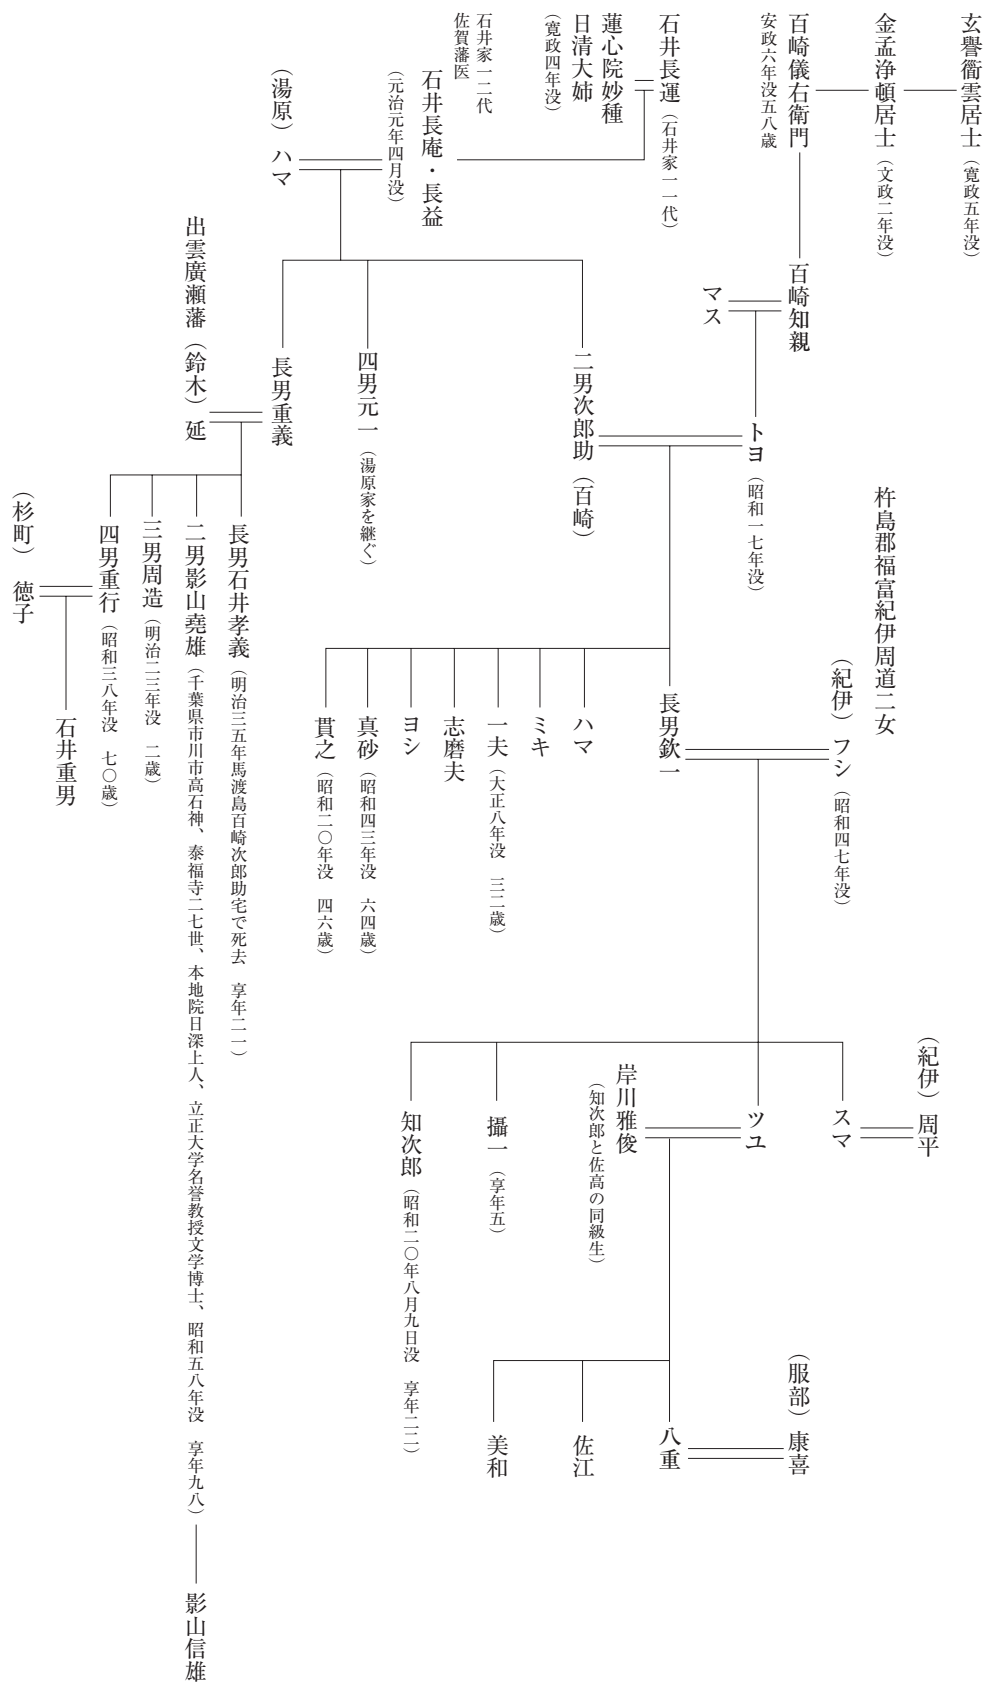 玄譽衞雲居士（寛政五年没）
金孟浄頓居士（文政二年没）
百崎儀右衛門
安政六年没五八歳
百崎知親
マス
トヨ（昭和一七年没）
石井長運（石井家一一代）
蓮心院妙種
日清大姉
（寛政四年没）
石井家一二代
佐賀藩医
石井長庵・長益
（元治元年四月没）
（湯原）ハマ
二男次郎助（百崎）
四男元一（湯原家を継ぐ）
長男重義
出雲廣瀬藩（鈴木）延
杵島郡福富紀伊周道二女
（紀伊）フシ（昭和四七年没）
長男欽一
ハマ
ミキ
一夫（大正八年没　三二歳）
志磨夫
ヨシ
真砂（昭和四三年没　六四歳）
貫之（昭和二〇年没　四六歳）
長男石井孝義（明治三五年馬渡島百崎次郎助宅で死去　享年二一）
二男影山堯雄（千葉県市川市高石神、泰福寺二七世、本地院日深上人、立正大学名誉教授文学博士、昭和五八年没　享年九八）
影山信雄
三男周造（明治二三年没　二歳）
四男重行（昭和三八年没　七〇歳）
（杉町）徳子
石井重男
（紀伊）周平
スマ
ツユ
岸川雅俊
（知次郎と佐高の同級生）
攝一（享年五）
知次郎（昭和二〇年八月九日没　享年二二）
（服部）康喜
八重
佐江
美和